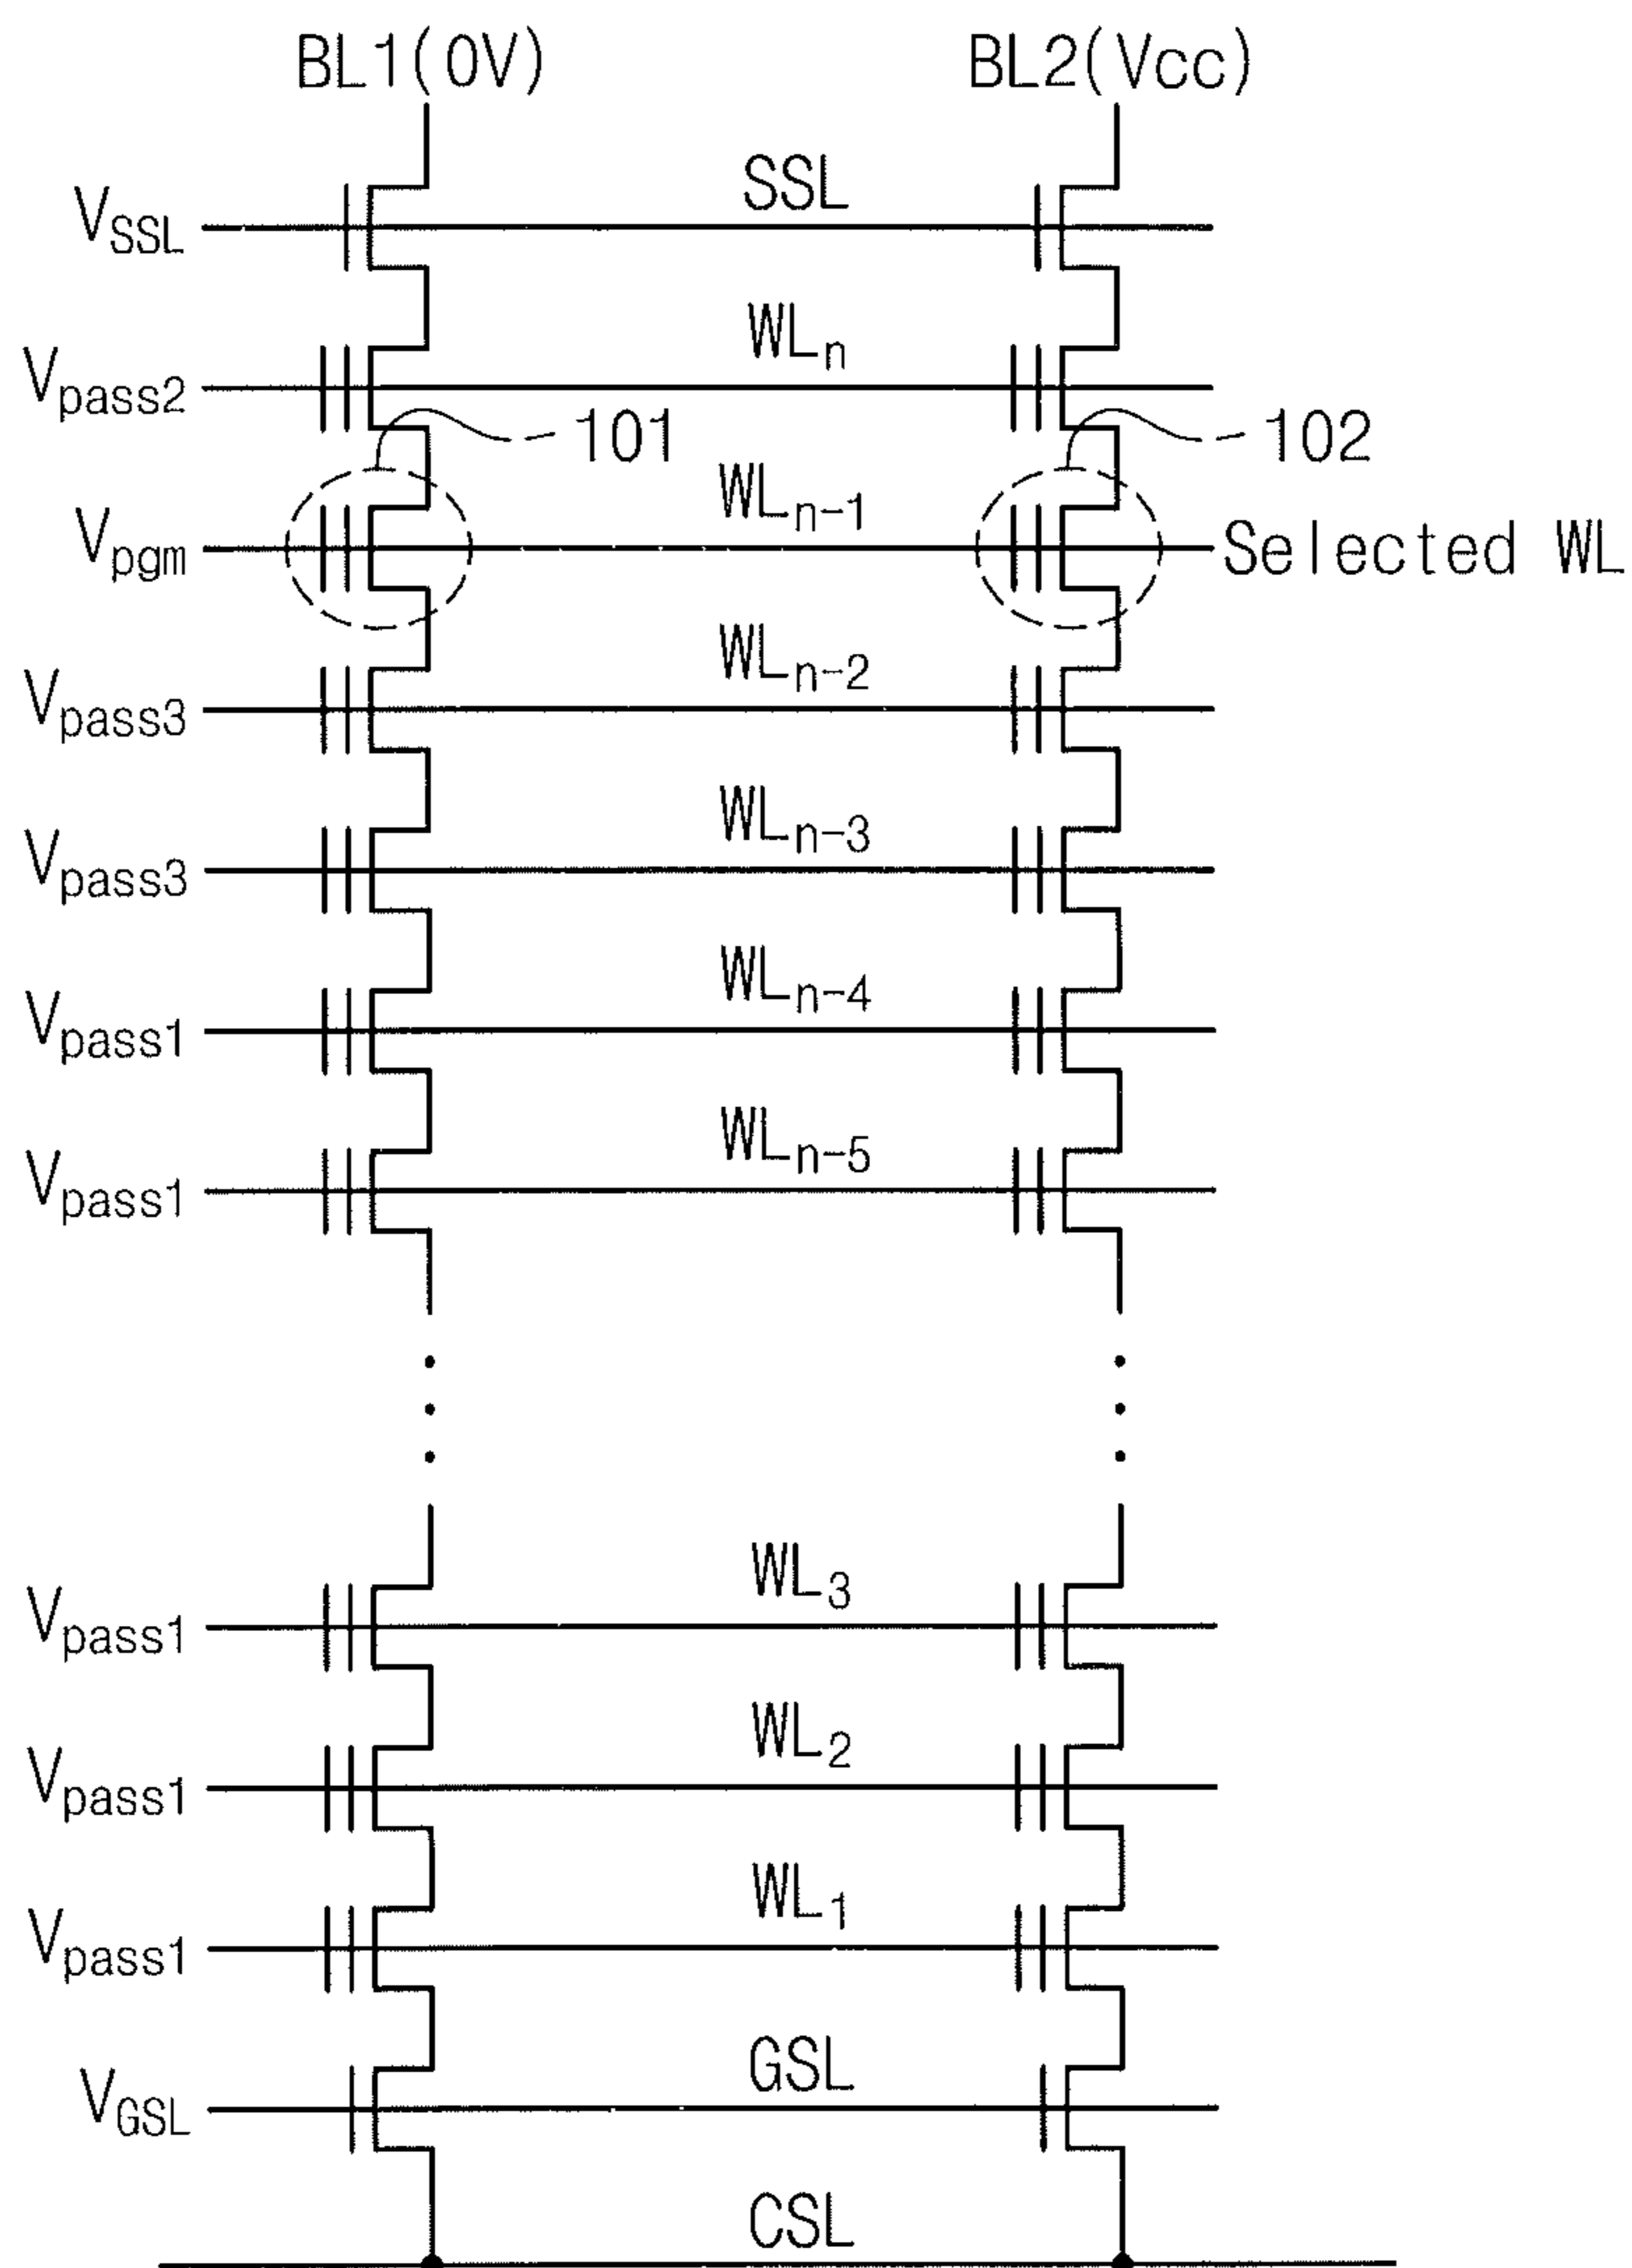 BL1(0V) BL2(Vcc)
VSSL SSL
Vpass2 WLn
101 102
Vpgm WLn-1 Selected WL
Vpass3 WLn-2
Vpass3 WLn-3
Vpass1 WLn-4
Vpass1 WLn-5
Vpass1 WL3
Vpass1 WL2
Vpass1 WL1
VGSL GSL
CSL